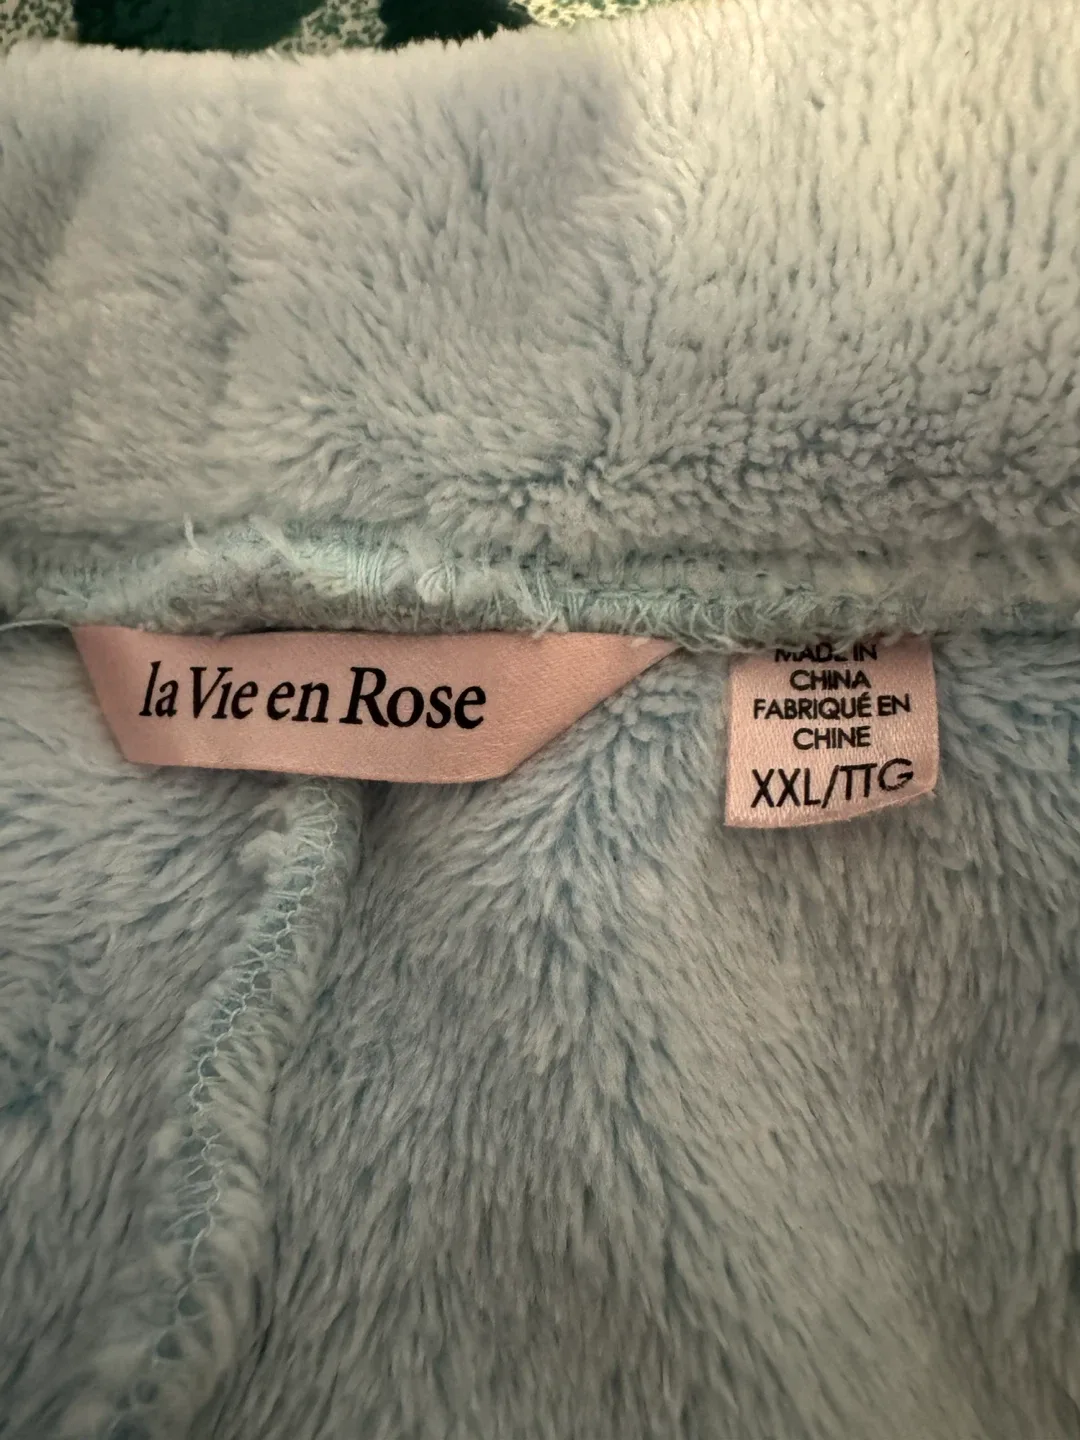 la Vie en Rose
MADE IN
CHINA
FABRIQUÉ EN
CHINE
XXL/TTG